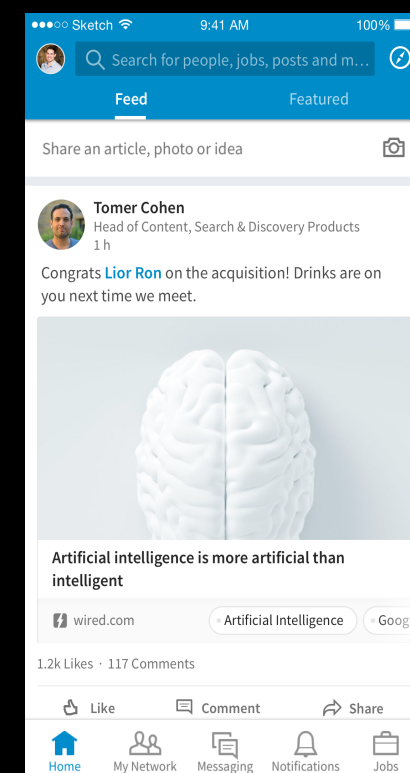 Sketch 9:41 AM 100%
Search for people, jobs, posts and m...
Feed Featured
Share an article, photo or idea
Tomer Cohen
Head of Content, Search & Discovery Products
1 h
Congrats Lior Ron on the acquisition! Drinks are on
you next time we meet.
Artificial intelligence is more artificial than
intelligent
wired.com Artificial Intelligence Goog
1.2k Likes · 117 Comments
Like Comment Share
Home My Network Messaging Notifications Jobs